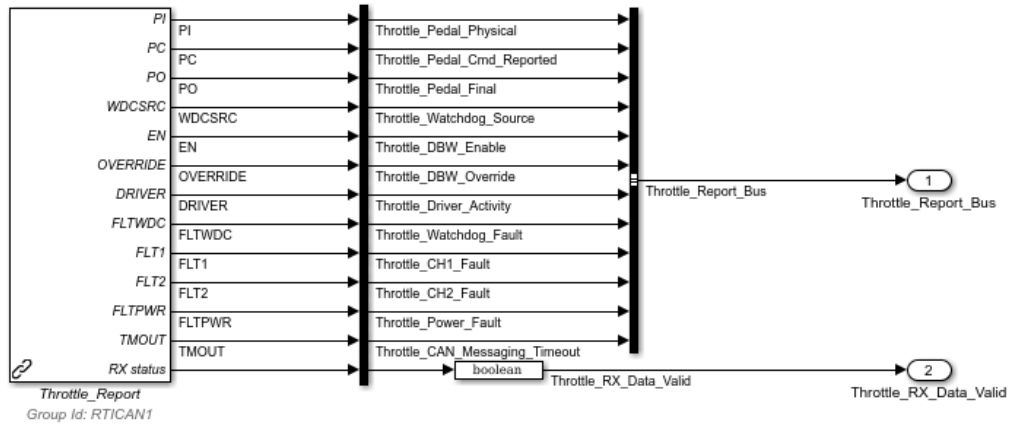 PI
PI
Throttle_Pedal_Physical
PC
PC
Throttle_Pedal_Cmd_Reported
PO
PO
Throttle_Pedal_Final
WDCSRC
WDCSRC
Throttle_Watchdog_Source
EN
EN
Throttle_DBW_Enable
OVERRIDE
OVERRIDE
Throttle_DBW_Override
Throttle_Report_Bus
1
Throttle_Report_Bus
DRIVER
DRIVER
Throttle_Driver_Activity
FLTWDC
FLTWDC
Throttle_Watchdog_Fault
FLT1
FLT1
Throttle_CH1_Fault
FLT2
FLT2
Throttle_CH2_Fault
FLTPWR
FLTPWR
Throttle_Power_Fault
TMOUT
TMOUT
Throttle_CAN_Messaging_Timeout
RX status
boolean
Throttle_RX_Data_Valid
2
Throttle_RX_Data_Valid
Throttle_Report
Group Id: RTICAN1